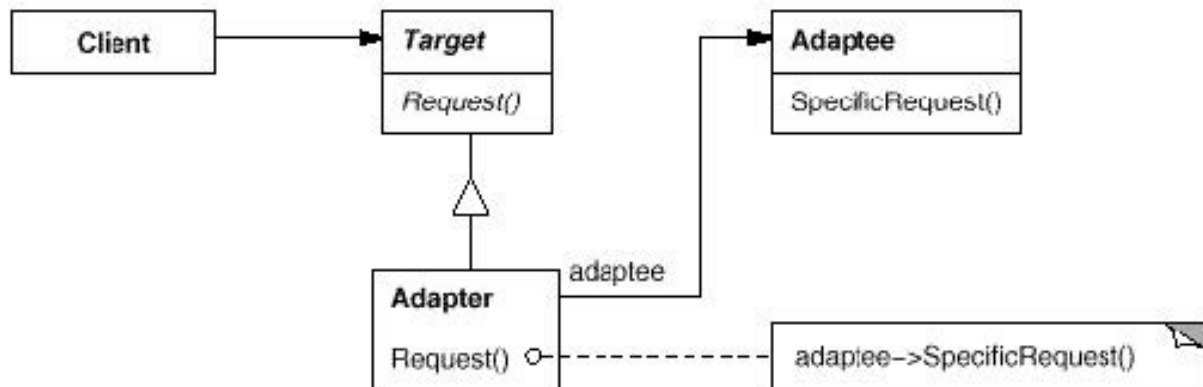 Client
Target
Adaptee
Request()
SpecificRequest()
adaptee
Adapter
Request()
adaptee->SpecificRequest()